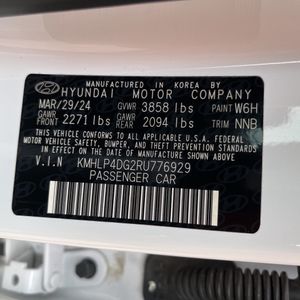 MANUFACTURED IN KOREA BY
HYUNDAI MOTOR COMPANY
MAR/29/24 GVWR 3858 lbs PAINT W6H
GAWR GAWR
FRONT 2271 lbs REAR 2094 lbs TRIM NNB
THIS VEHICLE CONFORMS TO ALL APPLICABLE U.S. FEDERAL
MOTOR VEHICLE SAFETY, BUMPER, AND THEFT PREVENTION
STANDARDS IN EFFECT ON THE DATE OF MANUFACTURE SHOWN ABOVE.
V.I.N KMHLP4DG2RU776929
PASSENGER CAR